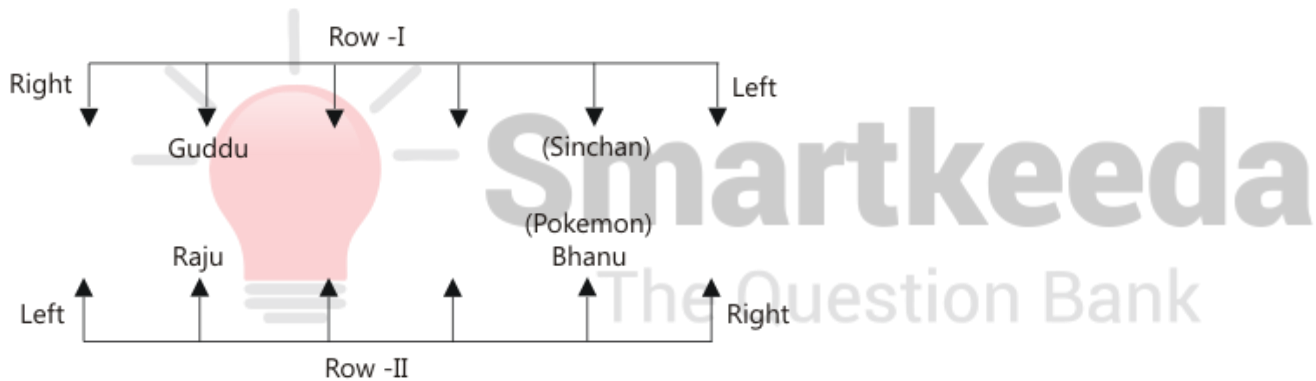 Row -I
Right
Left
Guddu
(Sinchan)
Smartkeeda
(Pokemon)
Raju
Bhanu
The Question Bank
Left
Right
Row -II